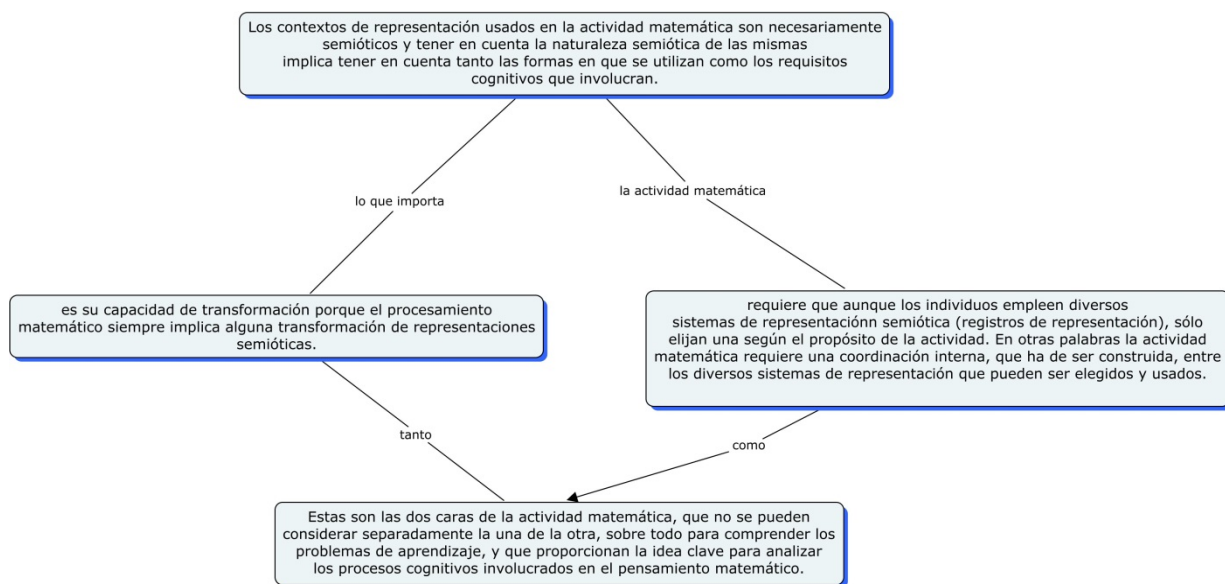 Los contextos de representación usados en la actividad matemática son necesariamente
semióticos y tener en cuenta la naturaleza semiótica de las mismas
implica tener en cuenta tanto las formas en que se utilizan como los requisitos
cognitivos que involucran.
lo que importa
la actividad matemática
es su capacidad de transformación porque el procesamiento
matemático siempre implica alguna transformación de representaciones
semióticas.
requiere que aunque los individuos empleen diversos
sistemas de representaciónn semiótica (registros de representación), sólo
elijan una según el propósito de la actividad. En otras palabras la actividad
matemática requiere una coordinación interna, que ha de ser construida, entre
los diversos sistemas de representación que pueden ser elegidos y usados.
tanto
como
Estas son las dos caras de la actividad matemática, que no se pueden
considerar separadamente la una de la otra, sobre todo para comprender los
problemas de aprendizaje, y que proporcionan la idea clave para analizar
los procesos cognitivos involucrados en el pensamiento matemático.